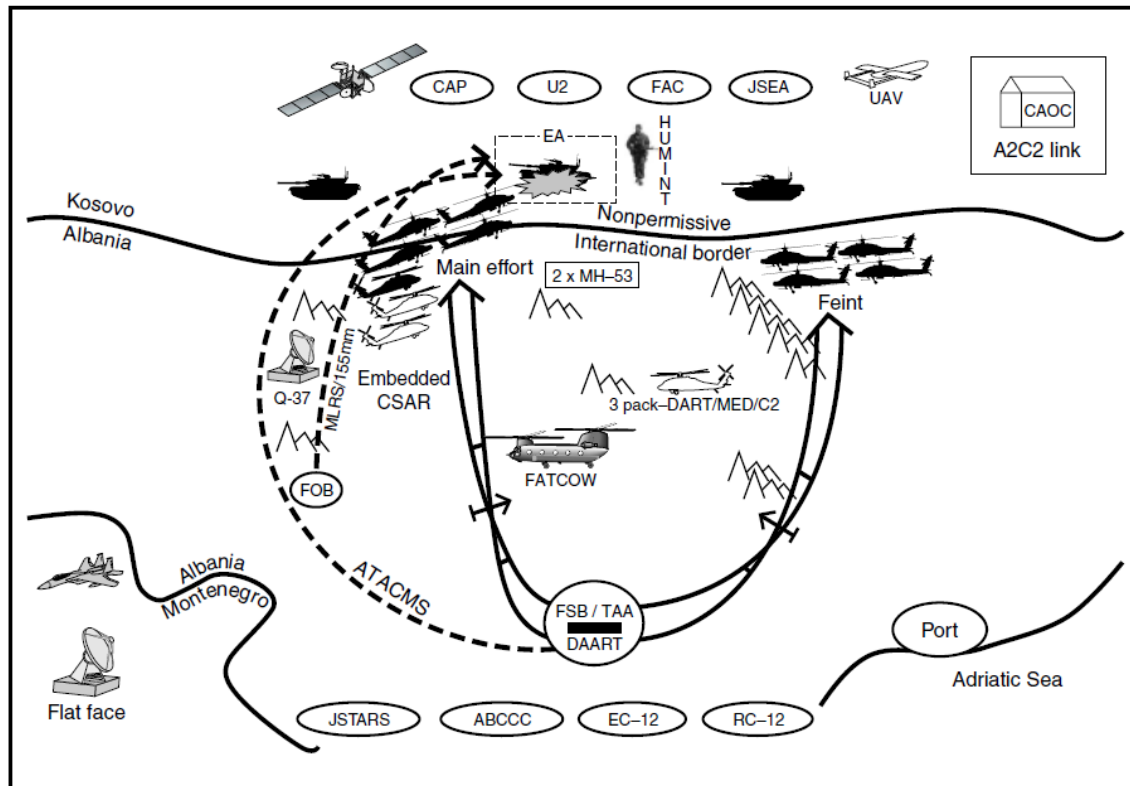 CAP
U2
FAC
JSEA
UAV
CAOC
A2C2 link
EA
HUMINT
Kosovo
Albania
Nonpermissive
International border
Main effort
2 x MH–53
Feint
Q-37
MLRS/155mm
Embedded
CSAR
3 pack–DART/MED/C2
FATCOW
FOB
Albania
Montenegro
ATACMS
FSB / TAA
DAART
Port
Adriatic Sea
Flat face
JSTARS
ABCCC
EC–12
RC–12